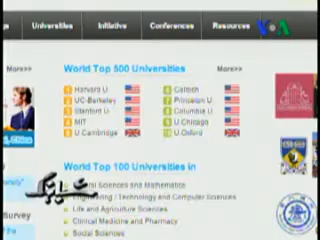 Universities Initiative Conferences Resources VOA
More>> World Top 500 Universities More>>
1 Harvard U 6 Caltech
2 UC-Berkeley 7 Princeton U
3 Stanford U 8 Columbia U
4 MIT 9 U Chicago
5 U Cambridge 10 U Oxford
World Top 100 Universities in
Sciences and Mathematics
Engineering / Technology and Computer Sciences
Life and Agriculture Sciences
Survey Clinical Medicine and Pharmacy
Social Sciences
شباهنگ